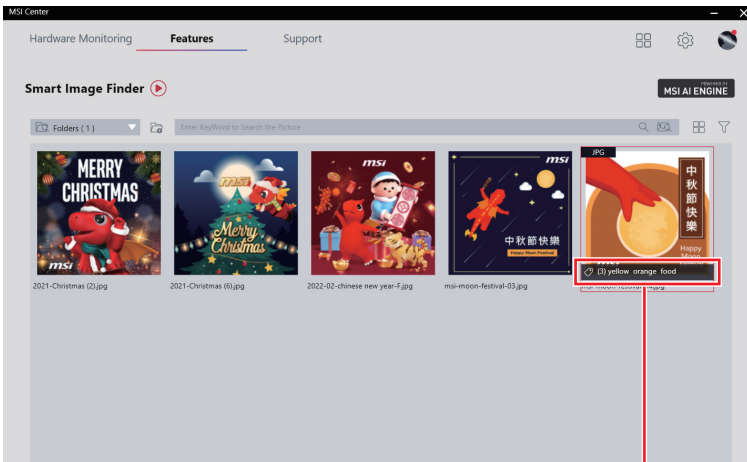 MSI Center
Hardware Monitoring
Features
Support
Smart Image Finder
POWERED BY
MSI AI ENGINE
Folders ( 1 )
Enter KeyWord to Search the Picture
MERRY
CHRISTMAS
msi
2021-Christmas (2).jpg
msi
Merry
Christmas
2021-Christmas (6).jpg
msi
2022-02-chinese new year-F.jpg
msi
中秋節快樂
Happy Moon Festival
msi-moon-festival-03.jpg
JPG
中秋節快樂
Happy
Moon
(3) yellow orange food